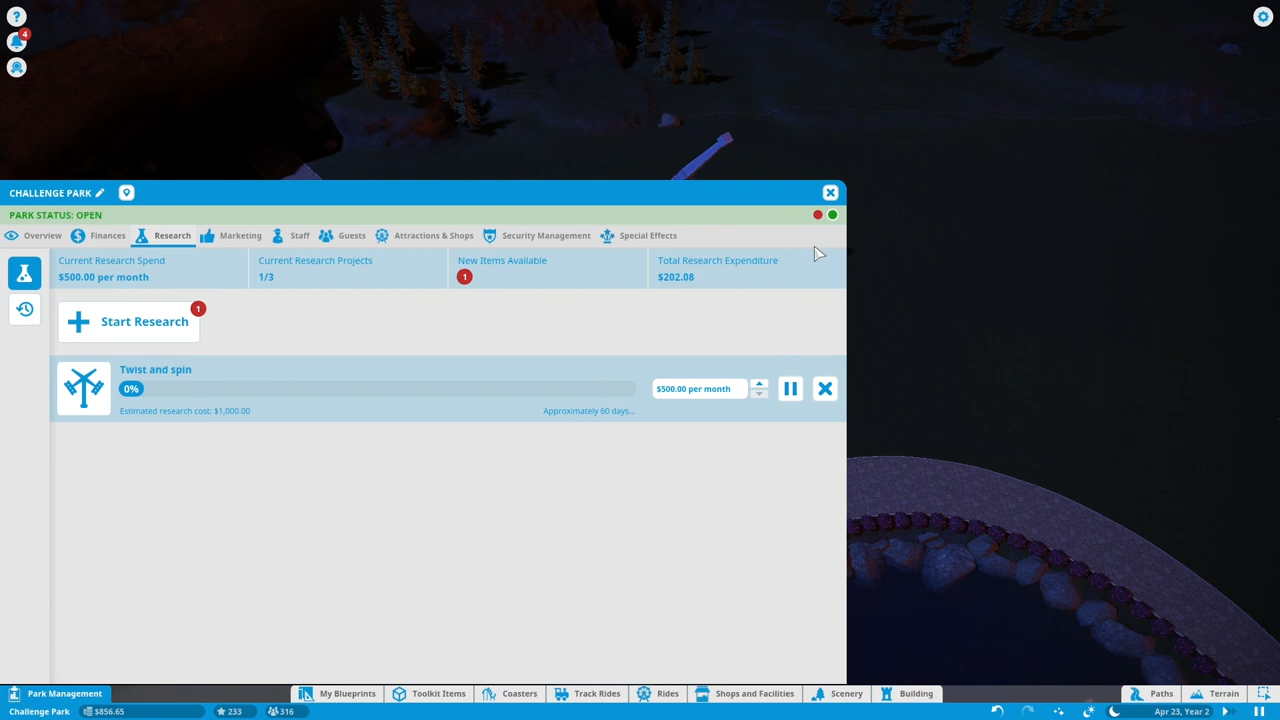 ?
4
CHALLENGE PARK
PARK STATUS: OPEN
Overview Finances Research Marketing Staff Guests Attractions & Shops Security Management Special Effects
Current Research Spend Current Research Projects New Items Available Total Research Expenditure
$500.00 per month 1/3 1 $202.08
Start Research 1
Twist and spin
0% $500.00 per month
Estimated research cost: $1,000.00 Approximately 60 days...
Park Management My Blueprints Toolkit Items Coasters Track Rides Rides Shops and Facilities Scenery Building Paths Terrain
Challenge Park $856.65 233 316 Apr 23, Year 2